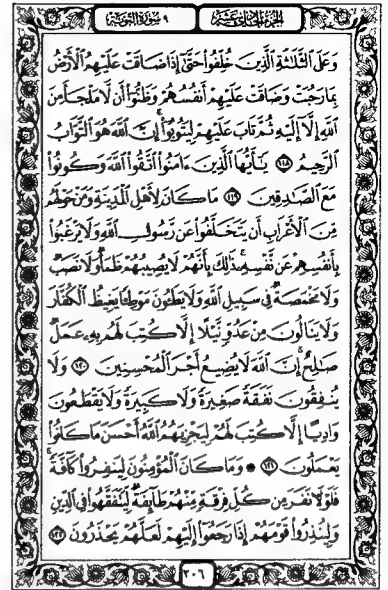 الجزء الحادي عشر
٩ سورة التوبة
وَعَلَى ٱلثَّلَٰثَةِ ٱلَّذِينَ خُلِّفُوا۟ حَتَّىٰٓ إِذَا ضَاقَتْ عَلَيْهِمُ ٱلْأَرْضُ
بِمَا رَحُبَتْ وَضَاقَتْ عَلَيْهِمْ أَنفُسُهُمْ وَظَنُّوٓا۟ أَن لَّا مَلْجَأَ مِنَ
ٱللَّهِ إِلَّآ إِلَيْهِ ثُمَّ تَابَ عَلَيْهِمْ لِيَتُوبُوٓا۟ ۚ إِنَّ ٱللَّهَ هُوَ ٱلتَّوَّابُ
ٱلرَّحِيمُ ١١٨ يَٰٓأَيُّهَا ٱلَّذِينَ ءَامَنُوا۟ ٱتَّقُوا۟ ٱللَّهَ وَكُونُوا۟
مَعَ ٱلصَّٰدِقِينَ ١١٩ مَا كَانَ لِأَهْلِ ٱلْمَدِينَةِ وَمَنْ حَوْلَهُم
مِّنَ ٱلْأَعْرَابِ أَن يَتَخَلَّفُوا۟ عَن رَّسُولِ ٱللَّهِ وَلَا يَرْغَبُوا۟
بِأَنفُسِهِمْ عَن نَّفْسِهِۦ ۚ ذَٰلِكَ بِأَنَّهُمْ لَا يُصِيبُهُمْ ظَمَأٌ وَلَا نَصَبٌ
وَلَا مَخْمَصَةٌ فِى سَبِيلِ ٱللَّهِ وَلَا يَطَـُٔونَ مَوْطِئًا يَغِيظُ ٱلْكُفَّارَ
وَلَا يَنَالُونَ مِنْ عَدُوٍّ نَّيْلًا إِلَّا كُتِبَ لَهُم بِهِۦ عَمَلٌ
صَٰلِحٌ ۚ إِنَّ ٱللَّهَ لَا يُضِيعُ أَجْرَ ٱلْمُحْسِنِينَ ١٢٠ وَلَا
يُنفِقُونَ نَفَقَةً صَغِيرَةً وَلَا كَبِيرَةً وَلَا يَقْطَعُونَ
وَادِيًا إِلَّا كُتِبَ لَهُمْ لِيَجْزِيَهُمُ ٱللَّهُ أَحْسَنَ مَا كَانُوا۟
يَعْمَلُونَ ١٢١ ۞ وَمَا كَانَ ٱلْمُؤْمِنُونَ لِيَنفِرُوا۟ كَآفَّةً ۚ
فَلَوْلَا نَفَرَ مِن كُلِّ فِرْقَةٍ مِّنْهُمْ طَآئِفَةٌ لِّيَتَفَقَّهُوا۟ فِى ٱلدِّينِ
وَلِيُنذِرُوا۟ قَوْمَهُمْ إِذَا رَجَعُوٓا۟ إِلَيْهِمْ لَعَلَّهُمْ يَحْذَرُونَ ١٢٢
٢٠٦